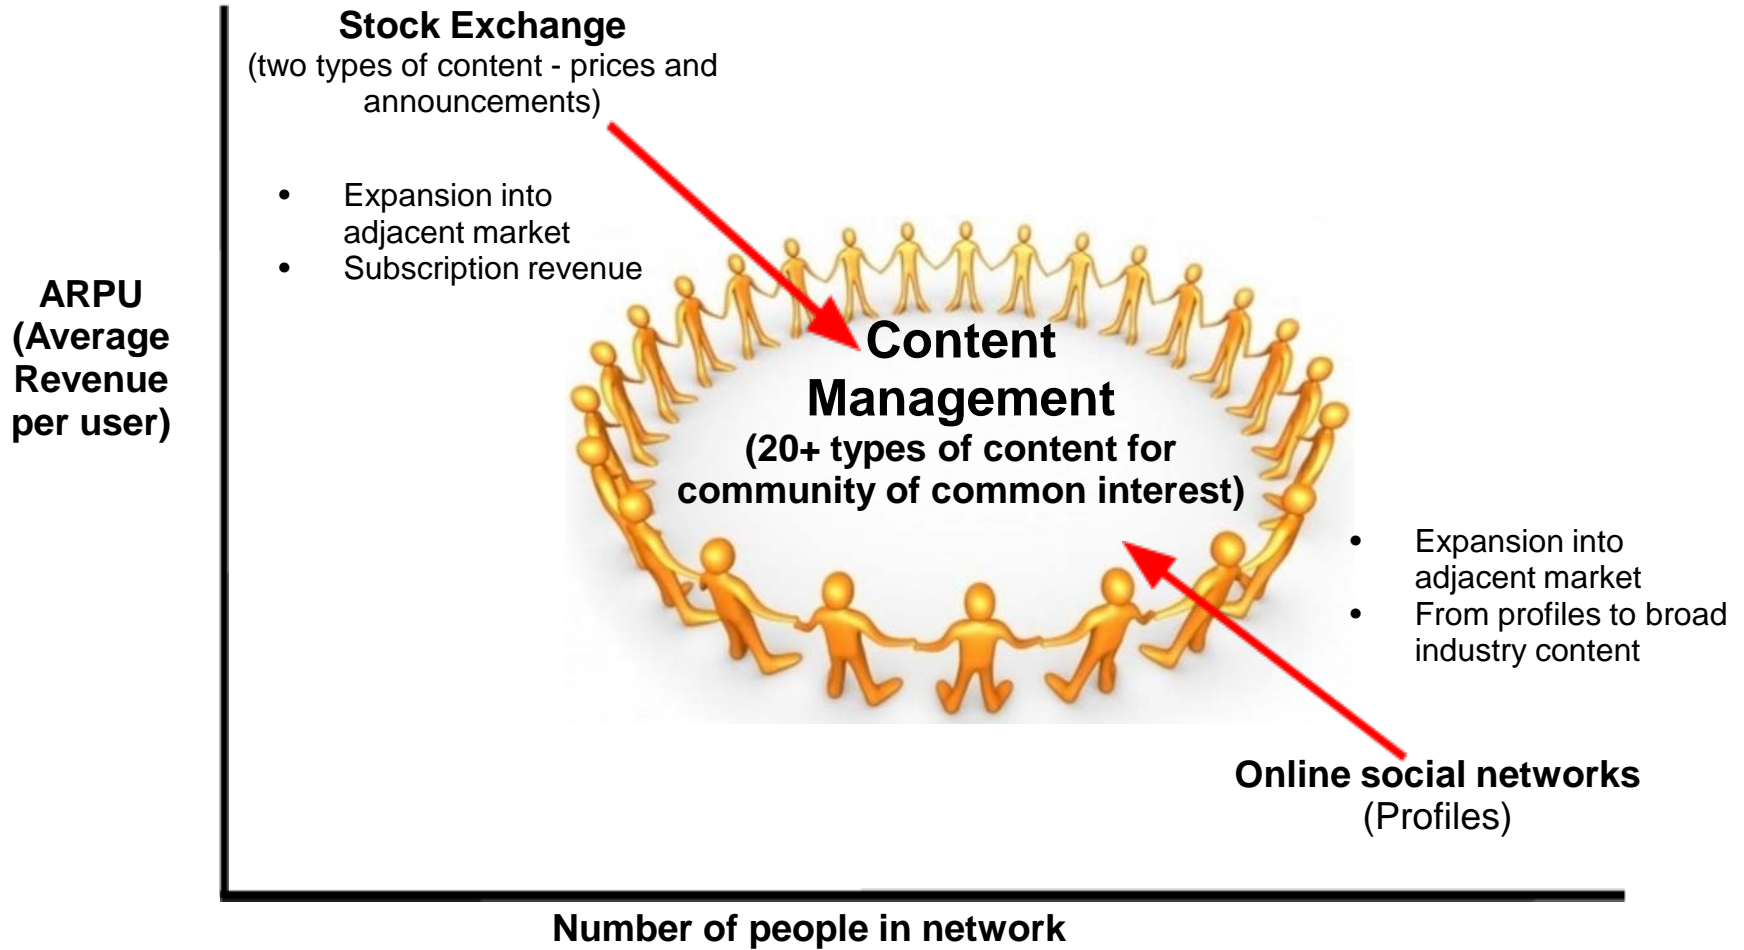 Stock Exchange
(two types of content - prices and
announcements)
• Expansion into
adjacent market
• Subscription revenue
ARPU
(Average
Revenue
per user)
Content
Management
(20+ types of content for
community of common interest)
• Expansion into
adjacent market
• From profiles to broad
industry content
Online social networks
(Profiles)
Number of people in network